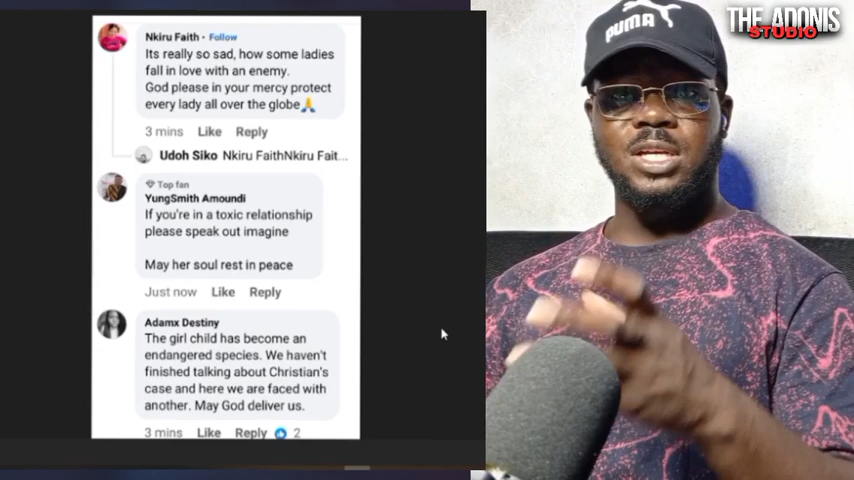 Nkiru Faith · Follow
Its really so sad, how some ladies
fall in love with an enemy.
God please in your mercy protect
every lady all over the globe🙏
3 mins Like Reply
Udoh Siko Nkiru FaithNkiru Fait...
Top fan
YungSmith Amoundi
If you're in a toxic relationship
please speak out imagine
May her soul rest in peace
Just now Like Reply
Adamx Destiny
The girl child has become an
endangered species. We haven't
finished talking about Christian's
case and here we are faced with
another. May God deliver us.
3 mins Like Reply 2
PUMA
THE ADONIS
STUDIO